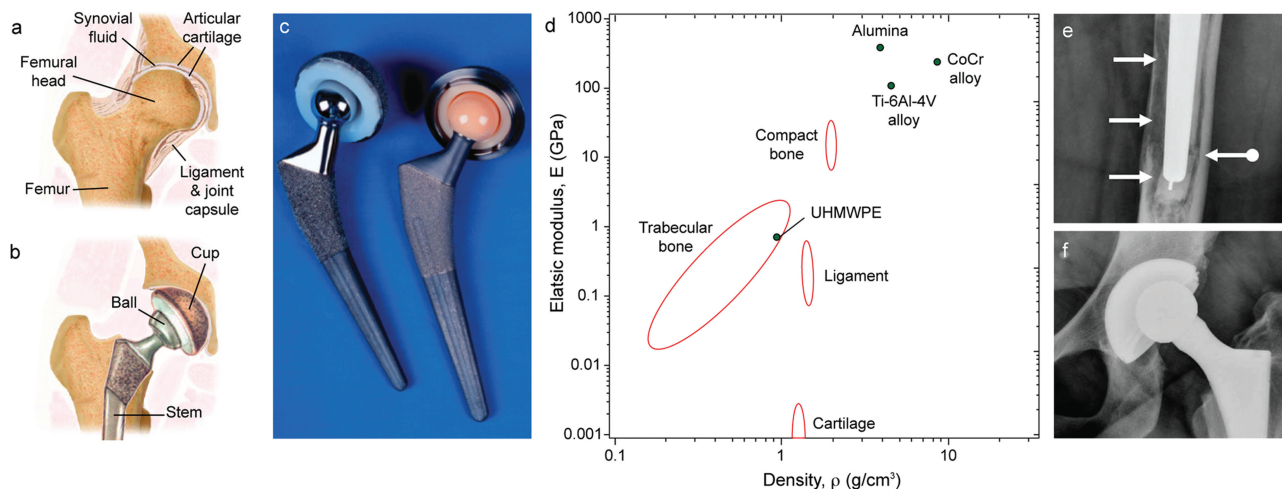 a
Synovial
fluid
Articular
cartilage
Femural
head
Femur
Ligament
& joint
capsule
b
Cup
Ball
Stem
c
d
Elatsic modulus, E (GPa)
1000
100
10
1
0.1
0.01
0.001
Alumina
CoCr
alloy
Ti-6Al-4V
alloy
Compact
bone
Trabecular
bone
UHMWPE
Ligament
Cartilage
0.1
1
10
Density, ρ (g/cm³)
e
f